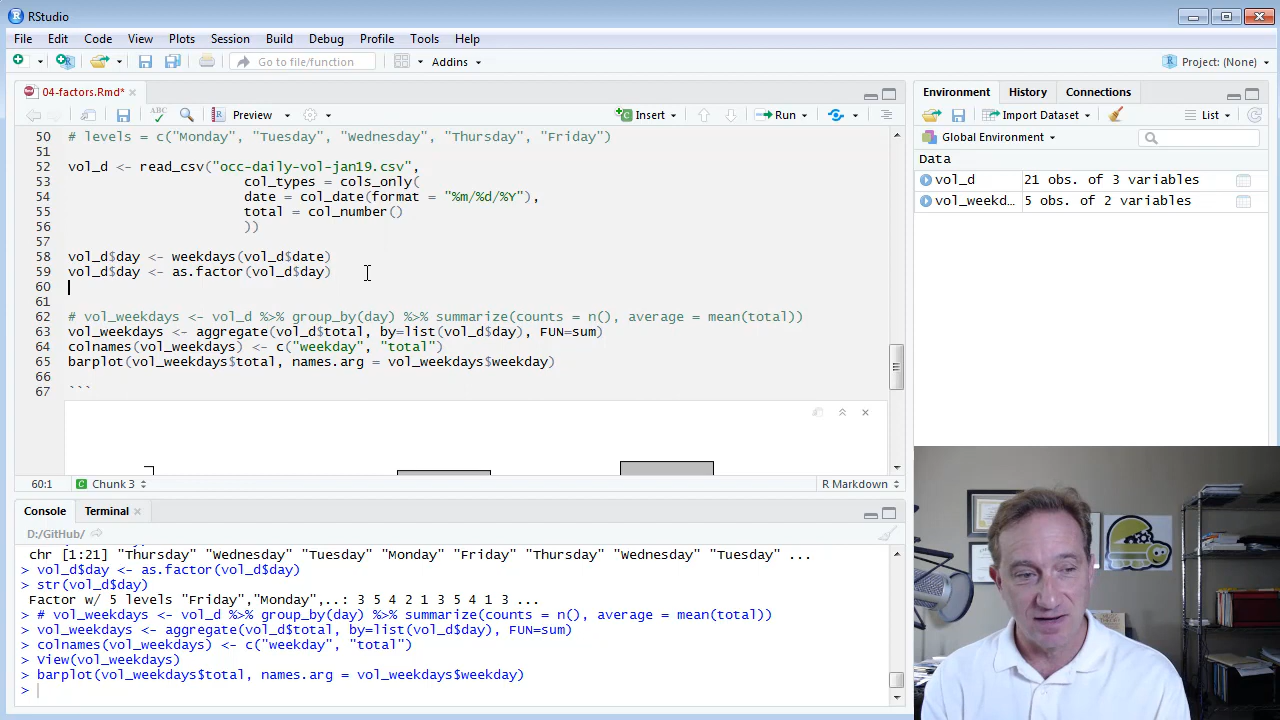 RStudio
File Edit Code View Plots Session Build Debug Profile Tools Help
Go to file/function Addins Project: (None)
04-factors.Rmd*
Preview Insert Run
50 # levels = c("Monday", "Tuesday", "Wednesday", "Thursday", "Friday")
51
52 vol_d <- read_csv("occ-daily-vol-jan19.csv",
53 col_types = cols_only(
54 date = col_date(format = "%m/%d/%Y"),
55 total = col_number()
56 ))
57
58 vol_d$day <- weekdays(vol_d$date)
59 vol_d$day <- as.factor(vol_d$day)
60
61
62 # vol_weekdays <- vol_d %>% group_by(day) %>% summarize(counts = n(), average = mean(total))
63 vol_weekdays <- aggregate(vol_d$total, by=list(vol_d$day), FUN=sum)
64 colnames(vol_weekdays) <- c("weekday", "total")
65 barplot(vol_weekdays$total, names.arg = vol_weekdays$weekday)
66
67 ```
60:1 Chunk 3 R Markdown
Console Terminal
D:/GitHub/
chr [1:21] "Thursday" "Wednesday" "Tuesday" "Monday" "Friday" "Thursday" "Wednesday" "Tuesday" ...
> vol_d$day <- as.factor(vol_d$day)
> str(vol_d$day)
Factor w/ 5 levels "Friday","Monday",..: 3 5 4 2 1 3 5 4 1 3 ...
> # vol_weekdays <- vol_d %>% group_by(day) %>% summarize(counts = n(), average = mean(total))
> vol_weekdays <- aggregate(vol_d$total, by=list(vol_d$day), FUN=sum)
> colnames(vol_weekdays) <- c("weekday", "total")
> View(vol_weekdays)
> barplot(vol_weekdays$total, names.arg = vol_weekdays$weekday)
>
Environment History Connections
Import Dataset List
Global Environment
Data
vol_d 21 obs. of 3 variables
vol_weekd... 5 obs. of 2 variables